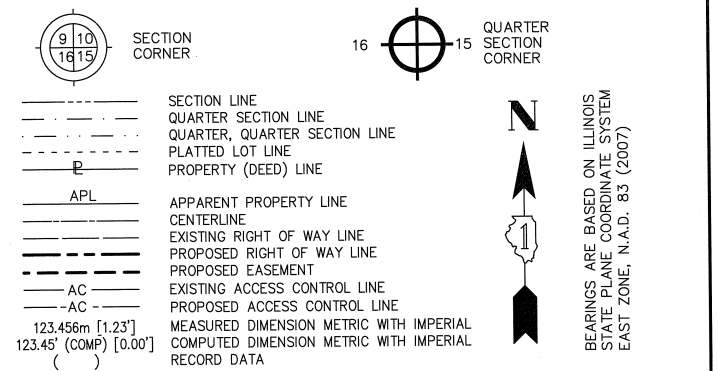 9 10
16 15
SECTION
CORNER
16
15
QUARTER
SECTION
CORNER
SECTION LINE
QUARTER SECTION LINE
QUARTER, QUARTER SECTION LINE
PLATTED LOT LINE
PROPERTY (DEED) LINE
APL APPARENT PROPERTY LINE
CENTERLINE
EXISTING RIGHT OF WAY LINE
PROPOSED RIGHT OF WAY LINE
PROPOSED EASEMENT
AC EXISTING ACCESS CONTROL LINE
AC PROPOSED ACCESS CONTROL LINE
123.456m [1.23'] MEASURED DIMENSION METRIC WITH IMPERIAL
123.45' (COMP) [0.00'] COMPUTED DIMENSION METRIC WITH IMPERIAL
( ) RECORD DATA
N
1
BEARINGS ARE BASED ON ILLINOIS
STATE PLANE COORDINATE SYSTEM
EAST ZONE, N.A.D. 83 (2007)